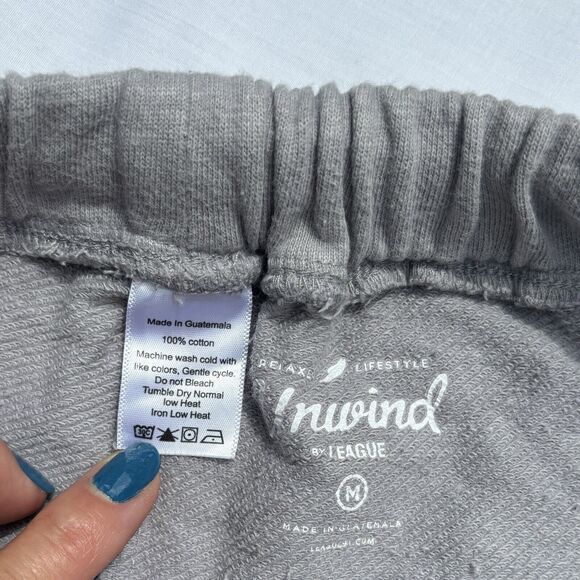 Made In Guatemala
100% cotton
Machine wash cold with
like colors, Gentle cycle.
Do not Bleach
Tumble Dry Normal
low Heat
Iron Low Heat
RELAX. LIFESTYLE
Unwind
BY LEAGUE
M
MADE IN GUATEMALA